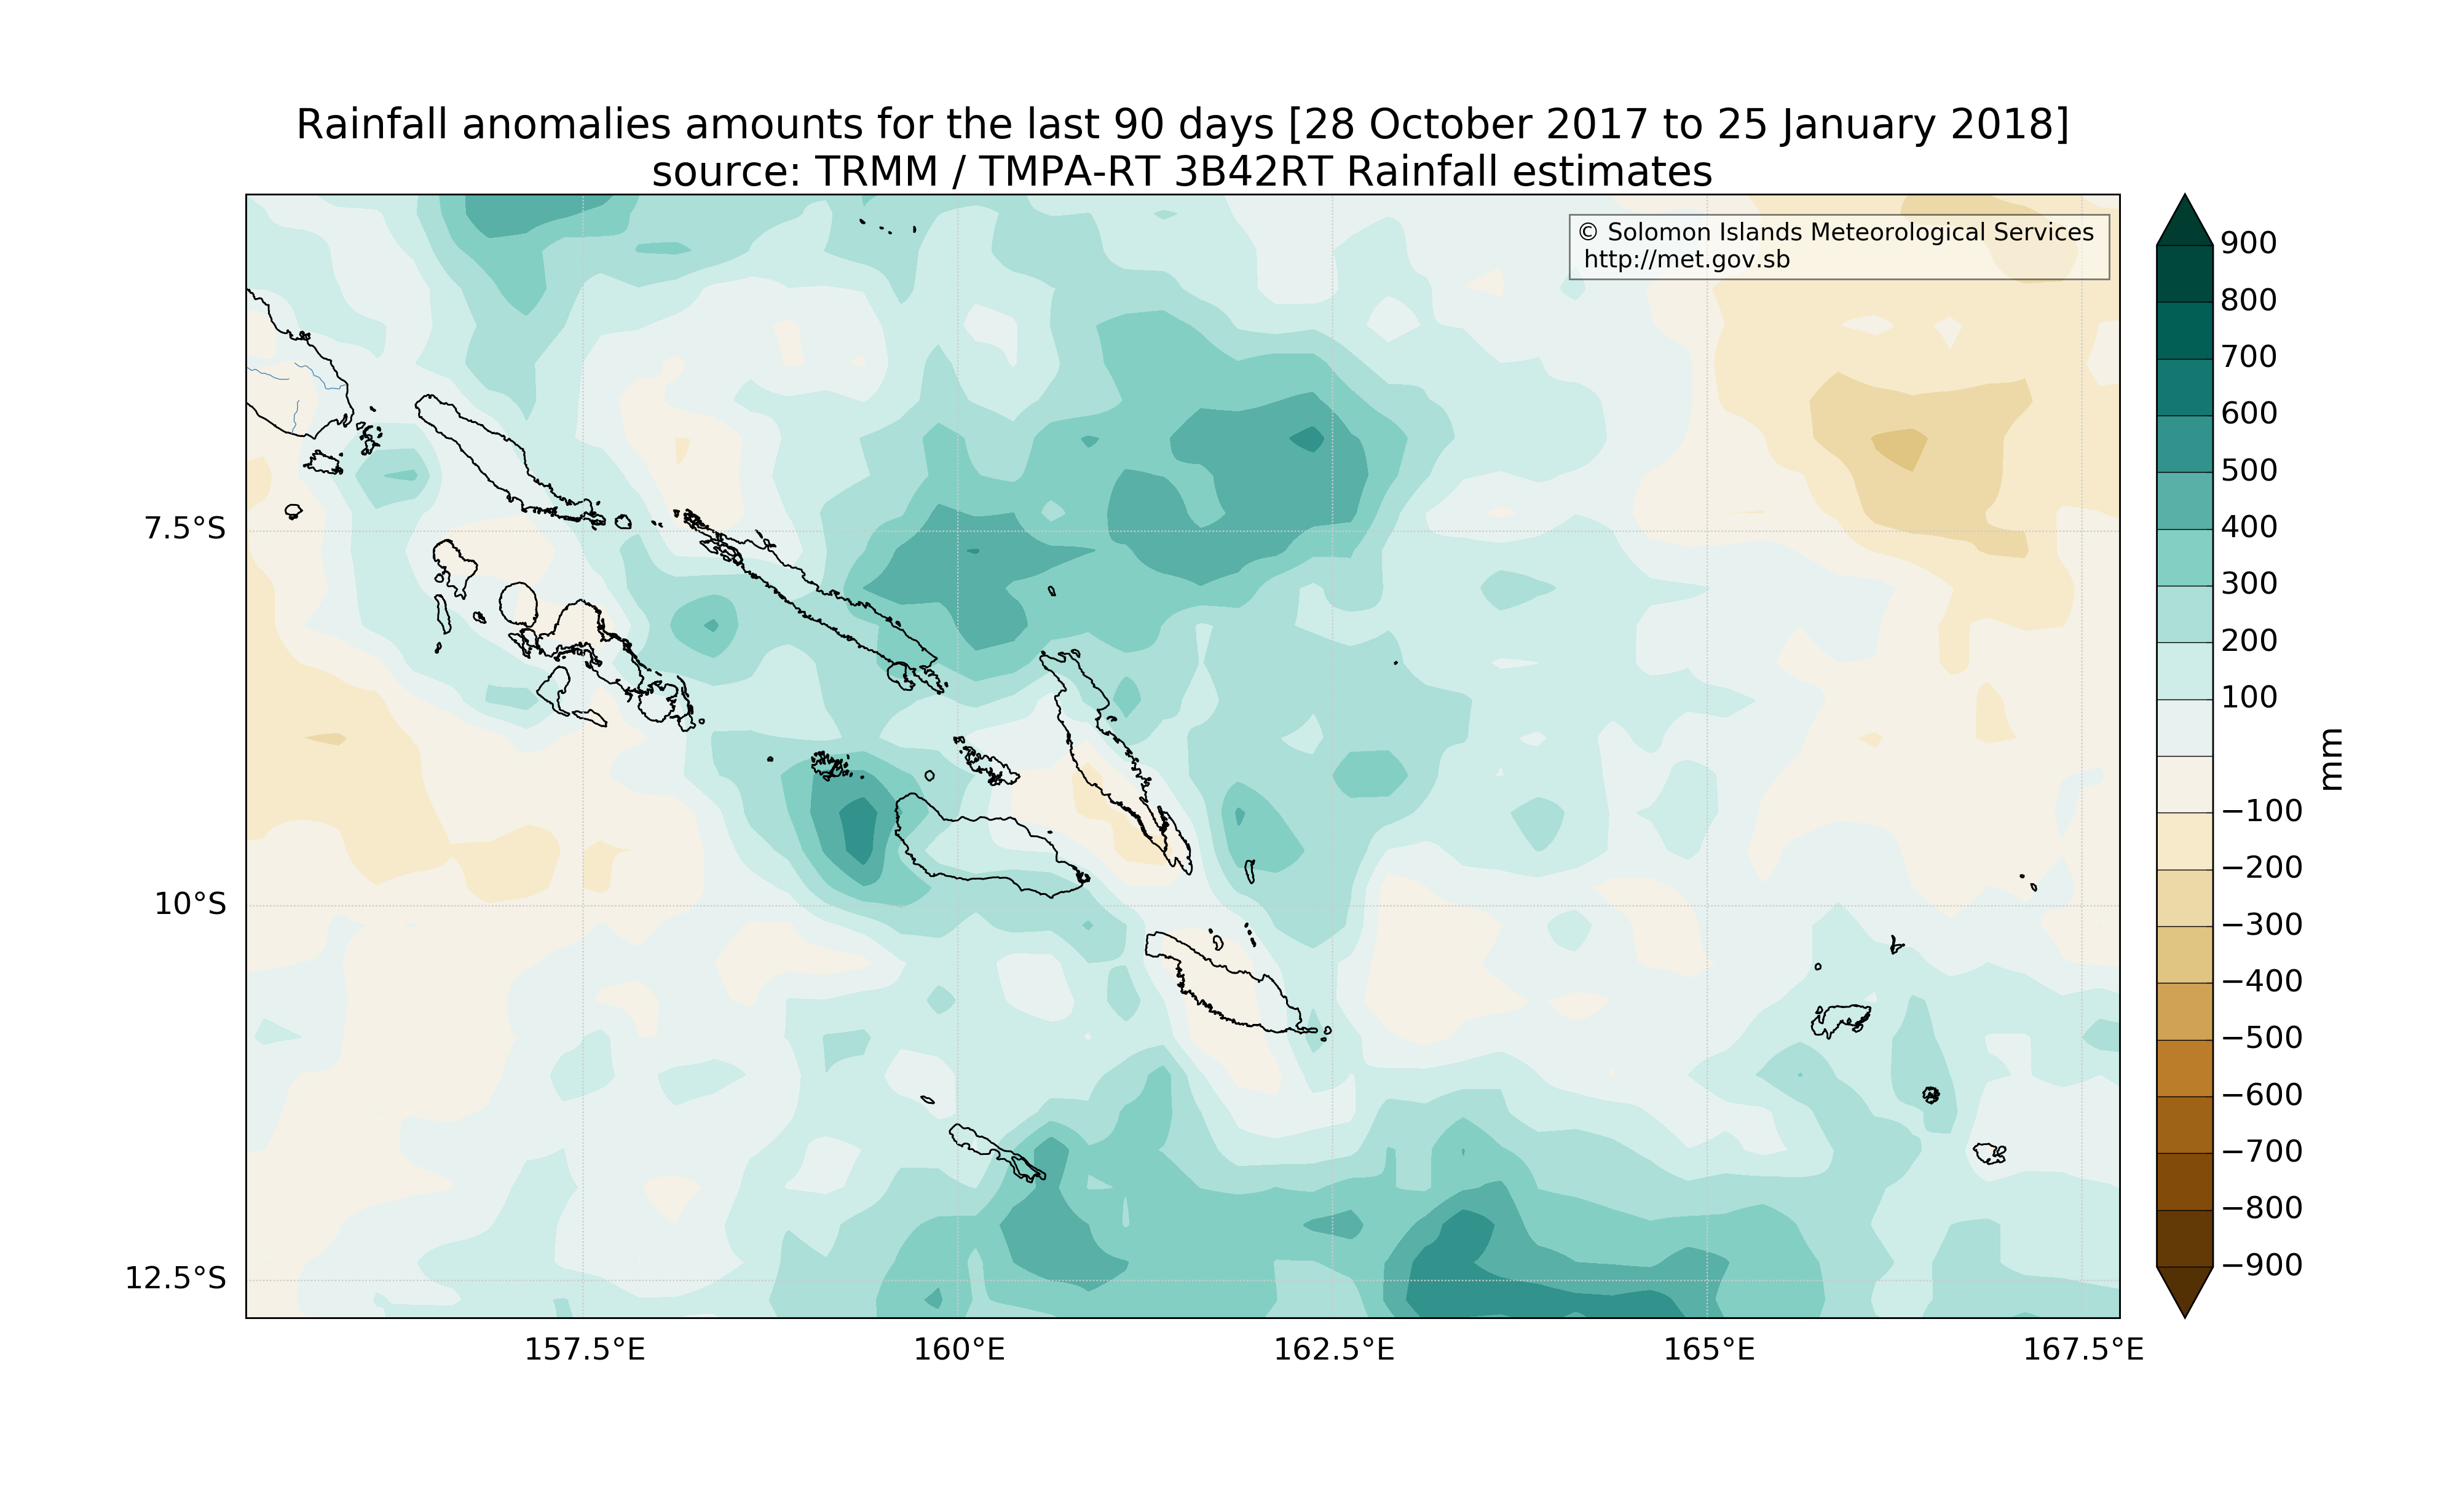 Rainfall anomalies amounts for the last 90 days [28 October 2017 to 25 January 2018]
source: TRMM / TMPA-RT 3B42RT Rainfall estimates
© Solomon Islands Meteorological Services
http://met.gov.sb
7.5°S
10°S
12.5°S
157.5°E
160°E
162.5°E
165°E
167.5°E
900
800
700
600
500
400
300
200
100
−100
−200
−300
−400
−500
−600
−700
−800
−900
mm